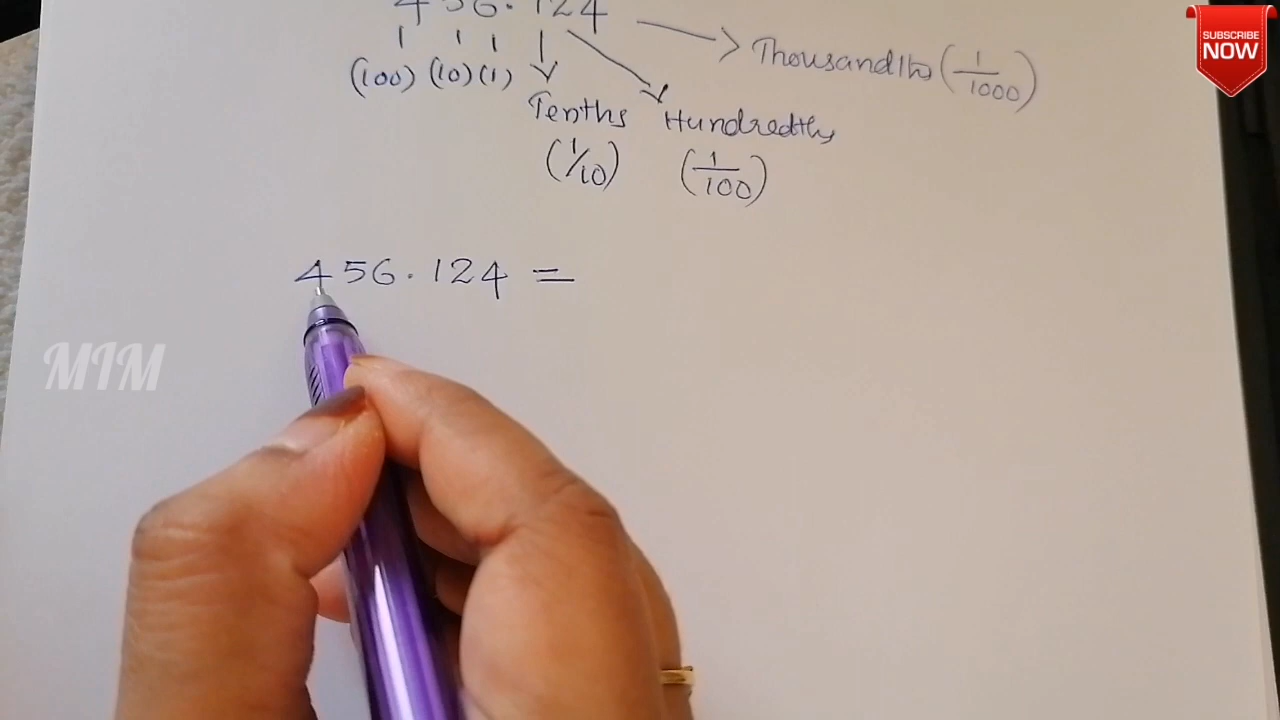 456.124
(100) (10) (1)
Tenths
(1/10)
Hundredths
(1/100)
Thousandths (1/1000)
456.124 =
MIM
SUBSCRIBE
NOW